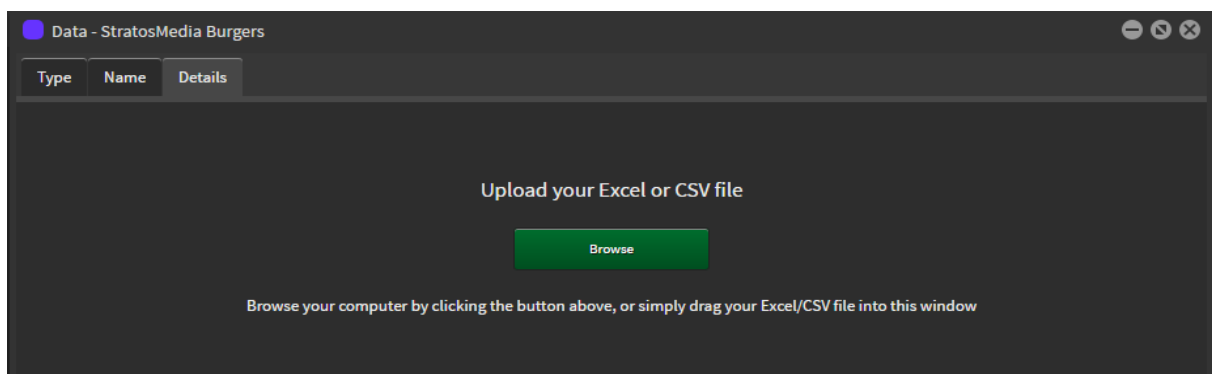 Data - StratosMedia Burgers
Type Name Details
Upload your Excel or CSV file
Browse
Browse your computer by clicking the button above, or simply drag your Excel/CSV file into this window